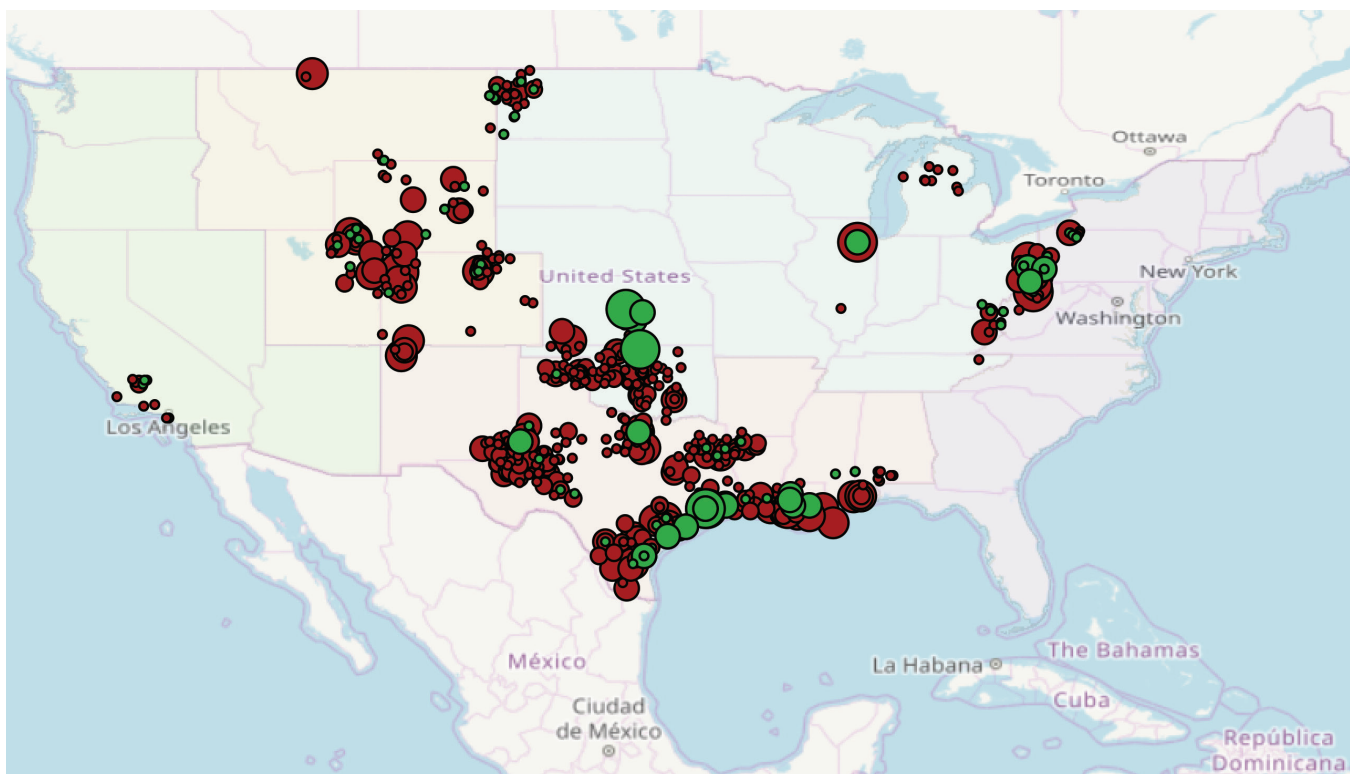 Ottawa
Toronto
New York
United States
Washington
Los Angeles
México
La Habana
The Bahamas
Cuba
Ciudad
de México
República
Dominicana